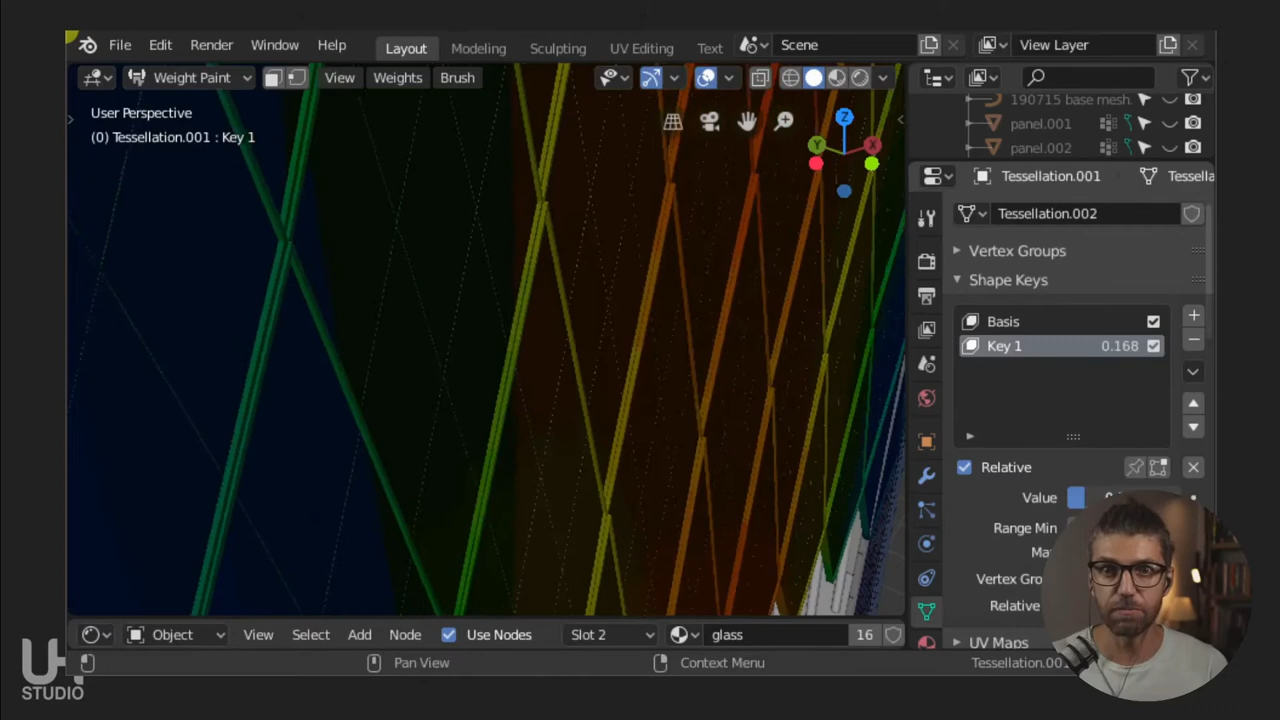 File Edit Render Window Help Layout Modeling Sculpting UV Editing Text Scene View Layer
Weight Paint View Weights Brush
User Perspective
(0) Tessellation.001 : Key 1
Z
Y
X
190715 base mesh.
panel.001
panel.002
Tessellation.001 Tessella
Tessellation.002
Vertex Groups
Shape Keys
Basis
Key 1 0.168
Relative
Value
Range Min
Vertex Gro
Relative
UV Maps
Object View Select Add Node Use Nodes Slot 2 glass 16
Pan View Context Menu
STUDIO